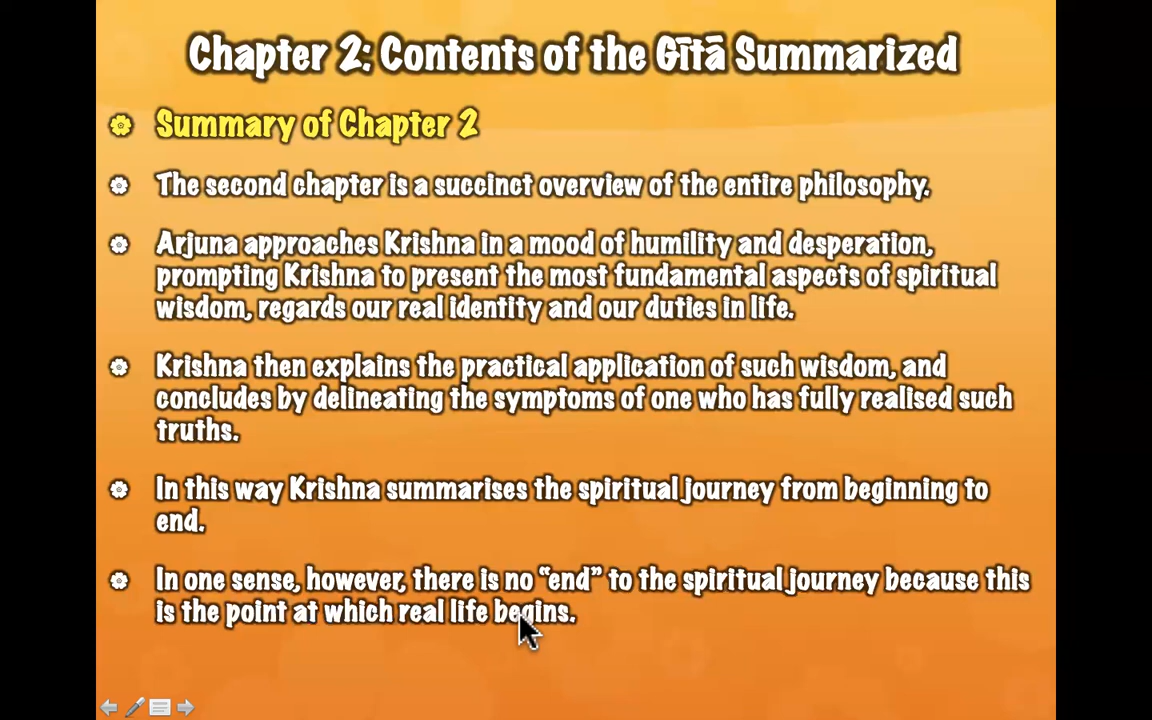 Chapter 2: Contents of the Gītā Summarized
Summary of Chapter 2
The second chapter is a succinct overview of the entire philosophy.
Arjuna approaches Krishna in a mood of humility and desperation,
prompting Krishna to present the most fundamental aspects of spiritual
wisdom, regards our real identity and our duties in life.
Krishna then explains the practical application of such wisdom, and
concludes by delineating the symptoms of one who has fully realised such
truths.
In this way Krishna summarises the spiritual journey from beginning to
end.
In one sense, however, there is no “end” to the spiritual journey because this
is the point at which real life begins.